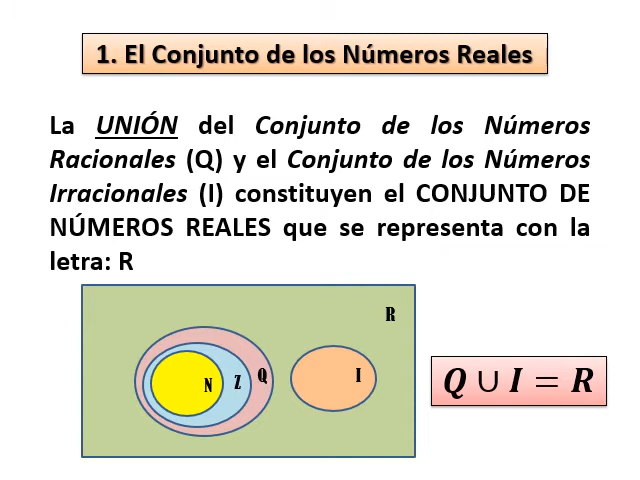 1. El Conjunto de los Números Reales
La UNIÓN del Conjunto de los Números
Racionales (Q) y el Conjunto de los Números
Irracionales (I) constituyen el CONJUNTO DE
NÚMEROS REALES que se representa con la
letra: R
R
N Z Q I
Q ∪ I = R